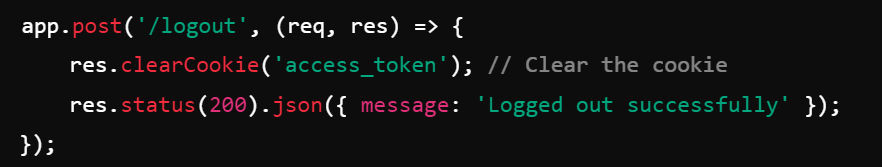 app.post('/logout', (req, res) => {
    res.clearCookie('access_token'); // Clear the cookie
    res.status(200).json({ message: 'Logged out successfully' });
});